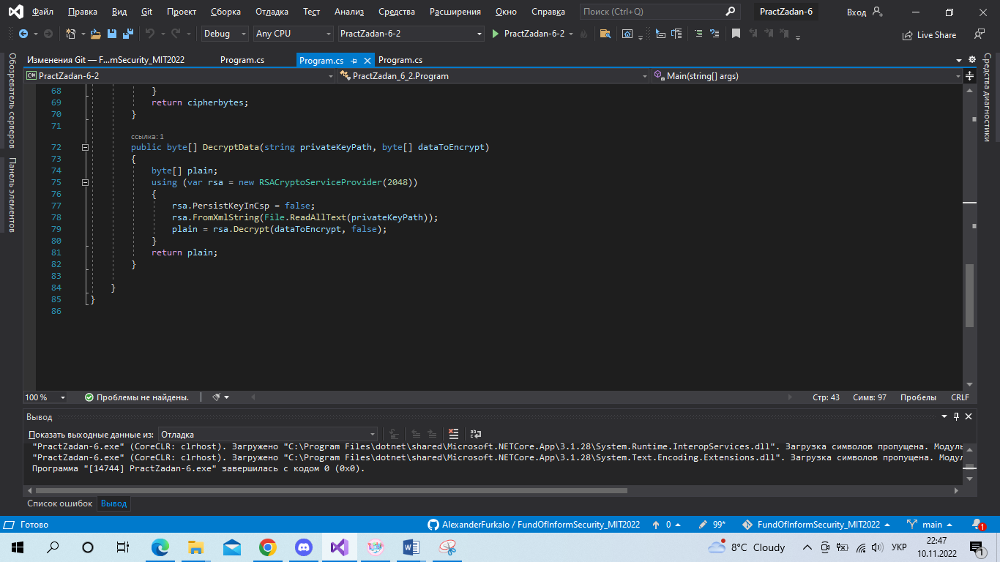 Файл Правка Вид Git Проект Сборка Отладка Тест Анализ Средства Расширения Окно Справка Поиск (Ctrl+Q) PractZadan-6 Вход
Debug Any CPU PractZadan-6-2 PractZadan-6-2 Live Share
Обозреватель серверов
Панель элементов
Средства диагностики
Изменения Git — F...mSecurity_MIT2022 Program.cs Program.cs Program.cs
C# PractZadan-6-2 PractZadan_6_2.Program Main(string[] args)
68 }
69 return cipherbytes;
70 }
71
ссылка: 1
72 public byte[] DecryptData(string privateKeyPath, byte[] dataToEncrypt)
73 {
74 byte[] plain;
75 using (var rsa = new RSACryptoServiceProvider(2048))
76 {
77 rsa.PersistKeyInCsp = false;
78 rsa.FromXmlString(File.ReadAllText(privateKeyPath));
79 plain = rsa.Decrypt(dataToEncrypt, false);
80 }
81 return plain;
82 }
83
84 }
85 }
86
100 % Проблемы не найдены. Стр: 43 Симв: 97 Пробелы CRLF
Вывод
Показать выходные данные из: Отладка
"PractZadan-6.exe" (CoreCLR: clrhost). Загружено "C:\Program Files\dotnet\shared\Microsoft.NETCore.App\3.1.28\System.Runtime.InteropServices.dll". Загрузка символов пропущена. Модуль
"PractZadan-6.exe" (CoreCLR: clrhost). Загружено "C:\Program Files\dotnet\shared\Microsoft.NETCore.App\3.1.28\System.Text.Encoding.Extensions.dll". Загрузка символов пропущена. Модул
Программа "[14744] PractZadan-6.exe" завершилась с кодом 0 (0x0).
Список ошибок Вывод
Готово AlexanderFurkalo / FundOfInformSecurity_MIT2022 0 99* FundOfInformSecurity_MIT2022 main 1
8°C Cloudy УКР 22:47
10.11.2022 1